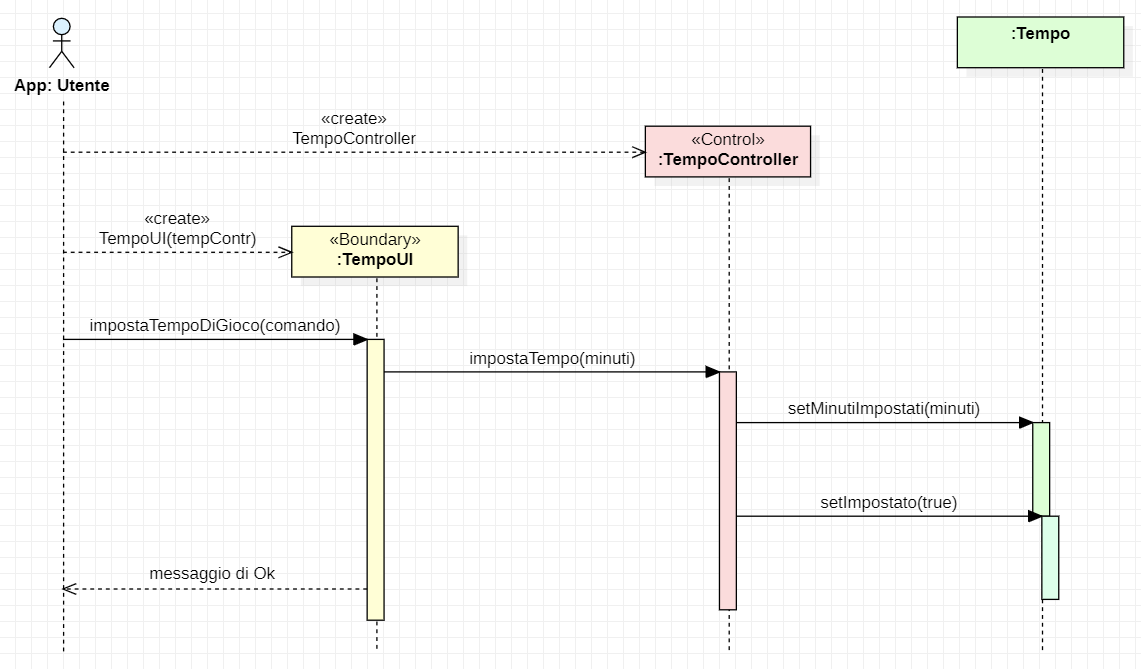 :Tempo
App: Utente
«create»
TempoController
«Control»
:TempoController
«create»
TempoUI(tempContr)
«Boundary»
:TempoUI
impostaTempoDiGioco(comando)
impostaTempo(minuti)
setMinutiImpostati(minuti)
setImpostato(true)
messaggio di Ok